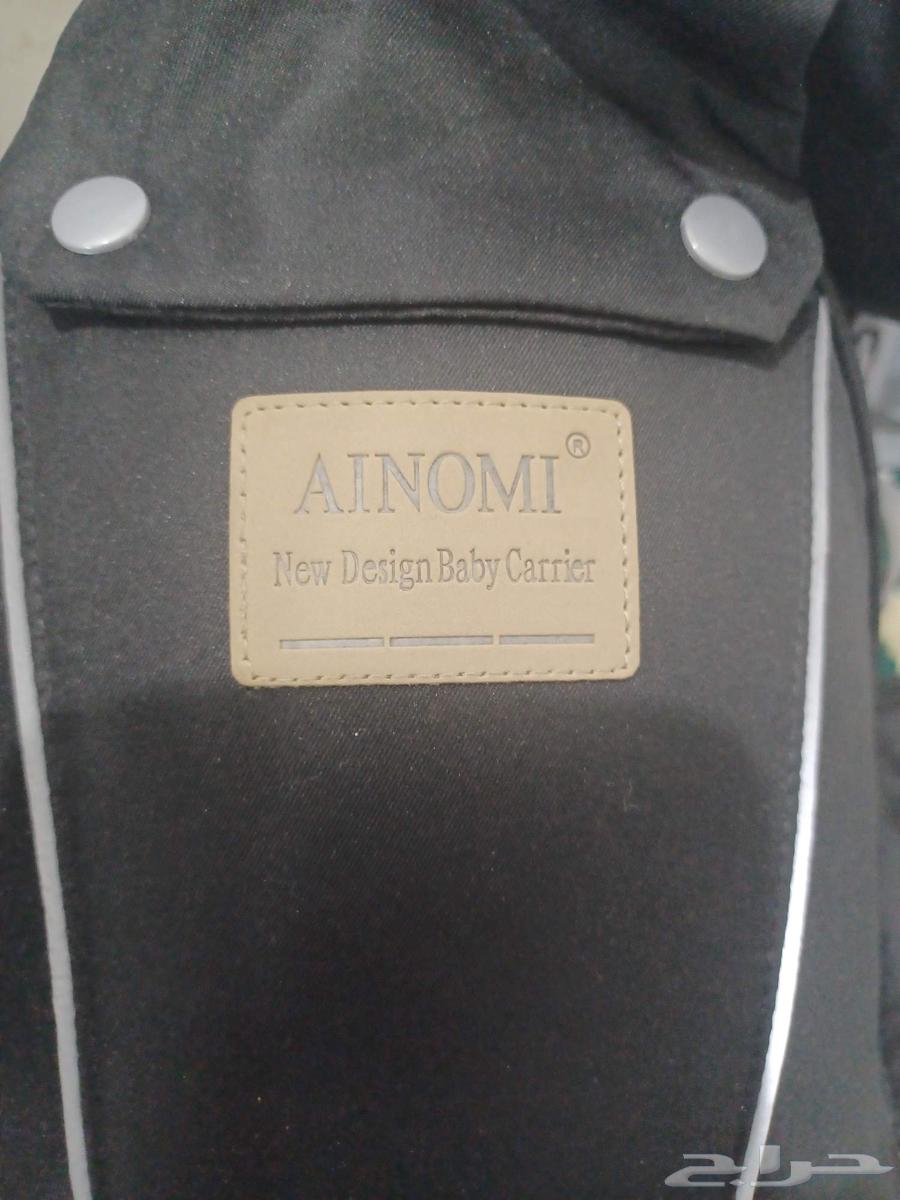 AINOMI®
New Design Baby Carrier
حراج